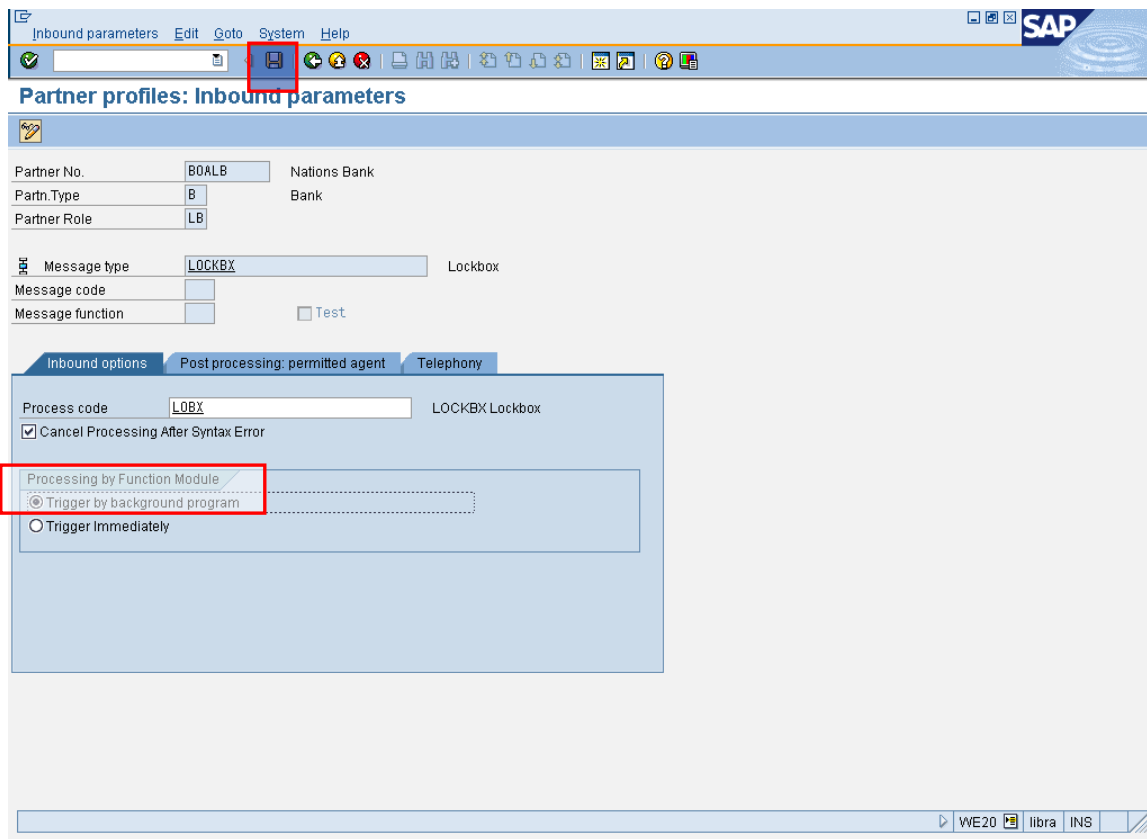 Inbound parameters Edit Goto System Help
SAP
Partner profiles: Inbound parameters
Partner No. BOALB Nations Bank
Partn.Type B Bank
Partner Role LB
Message type LOCKBX Lockbox
Message code
Message function Test
Inbound options Post processing: permitted agent Telephony
Process code LOBX LOCKBX Lockbox
Cancel Processing After Syntax Error
Processing by Function Module
Trigger by background program
Trigger Immediately
WE20 libra INS